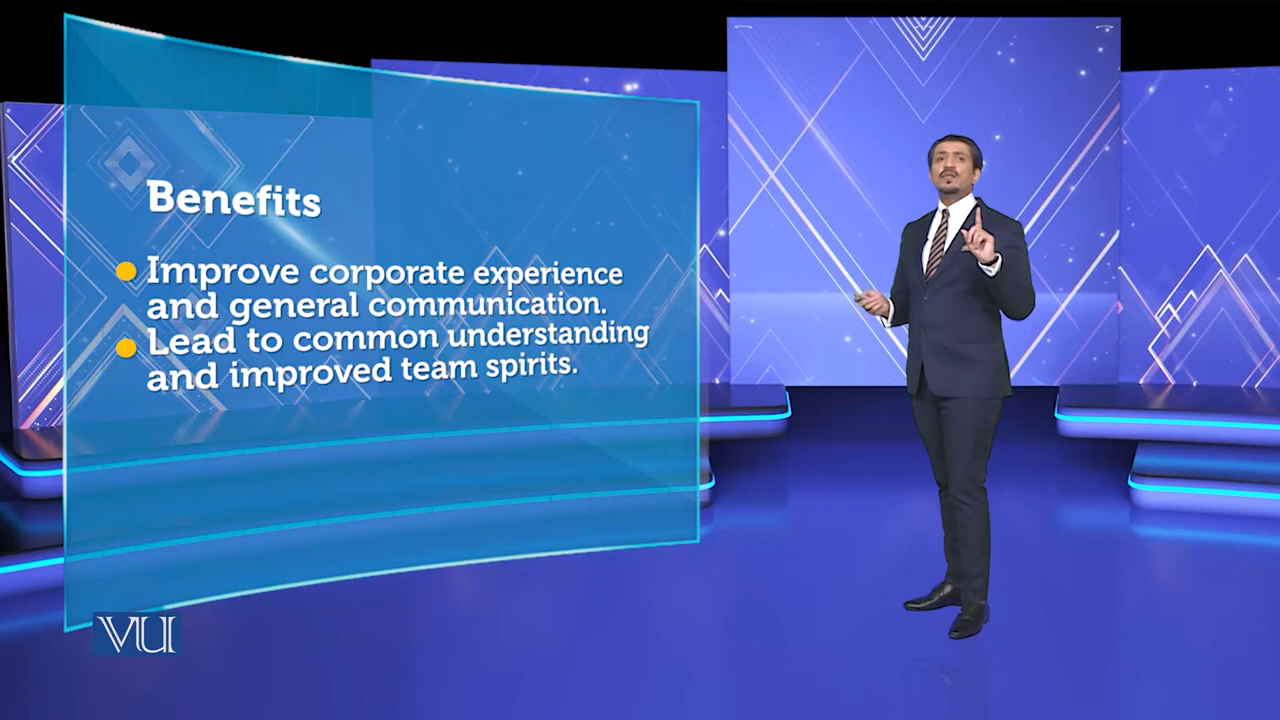 Benefits
Improve corporate experience
and general communication.
Lead to common understanding
and improved team spirits.
VU